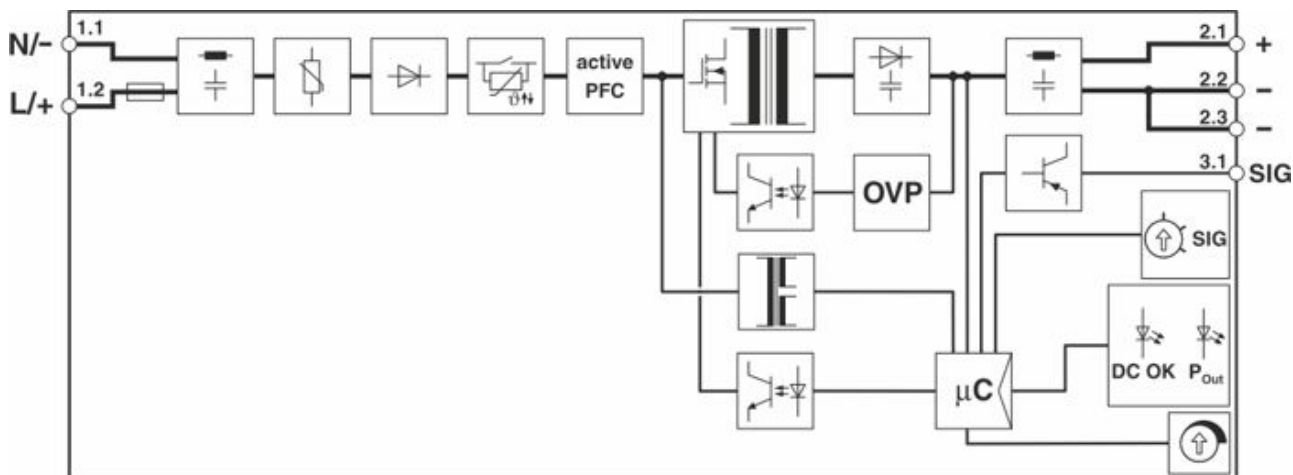 N/-
1.1
L/+
1.2
active
PFC
ϑ
2.1
+
2.2
−
2.3
−
3.1
SIG
OVP
SIG
DC OK
P_Out
µC